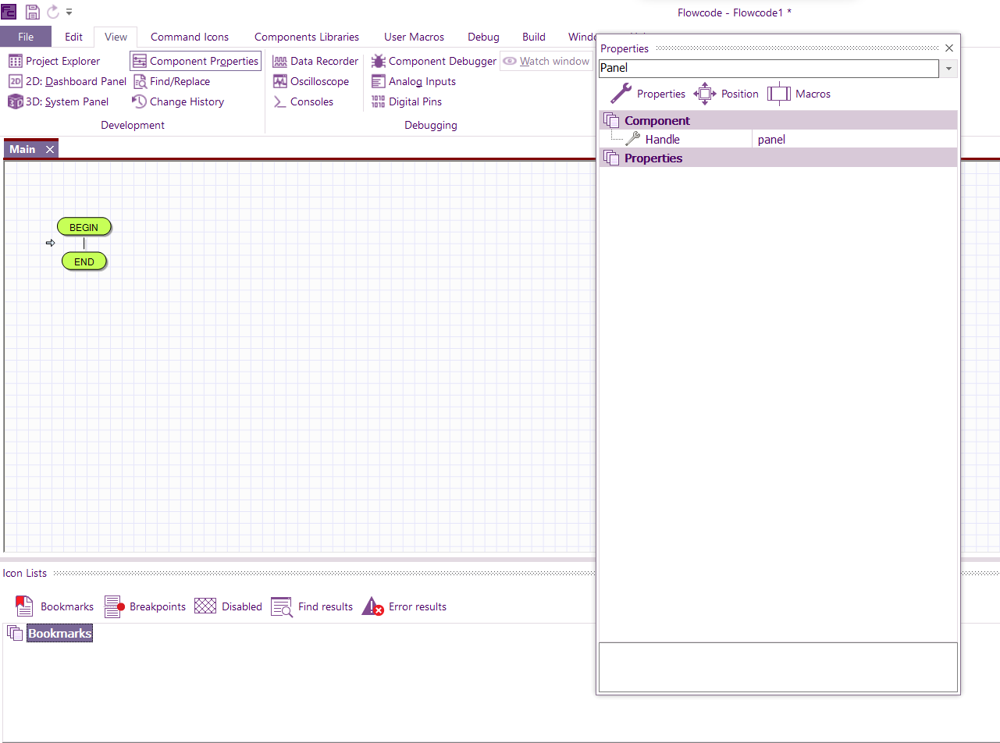 Flowcode - Flowcode1 *
File Edit View Command Icons Components Libraries User Macros Debug Build Windo
Project Explorer Component Properties Data Recorder Component Debugger Watch window
2D 2D: Dashboard Panel Find/Replace Oscilloscope Analog Inputs
3D 3D: System Panel Change History Consoles Digital Pins
Development Debugging
Main
BEGIN
END
Properties
Panel
Properties Position Macros
Component
Handle panel
Properties
Icon Lists
Bookmarks Breakpoints Disabled Find results Error results
Bookmarks